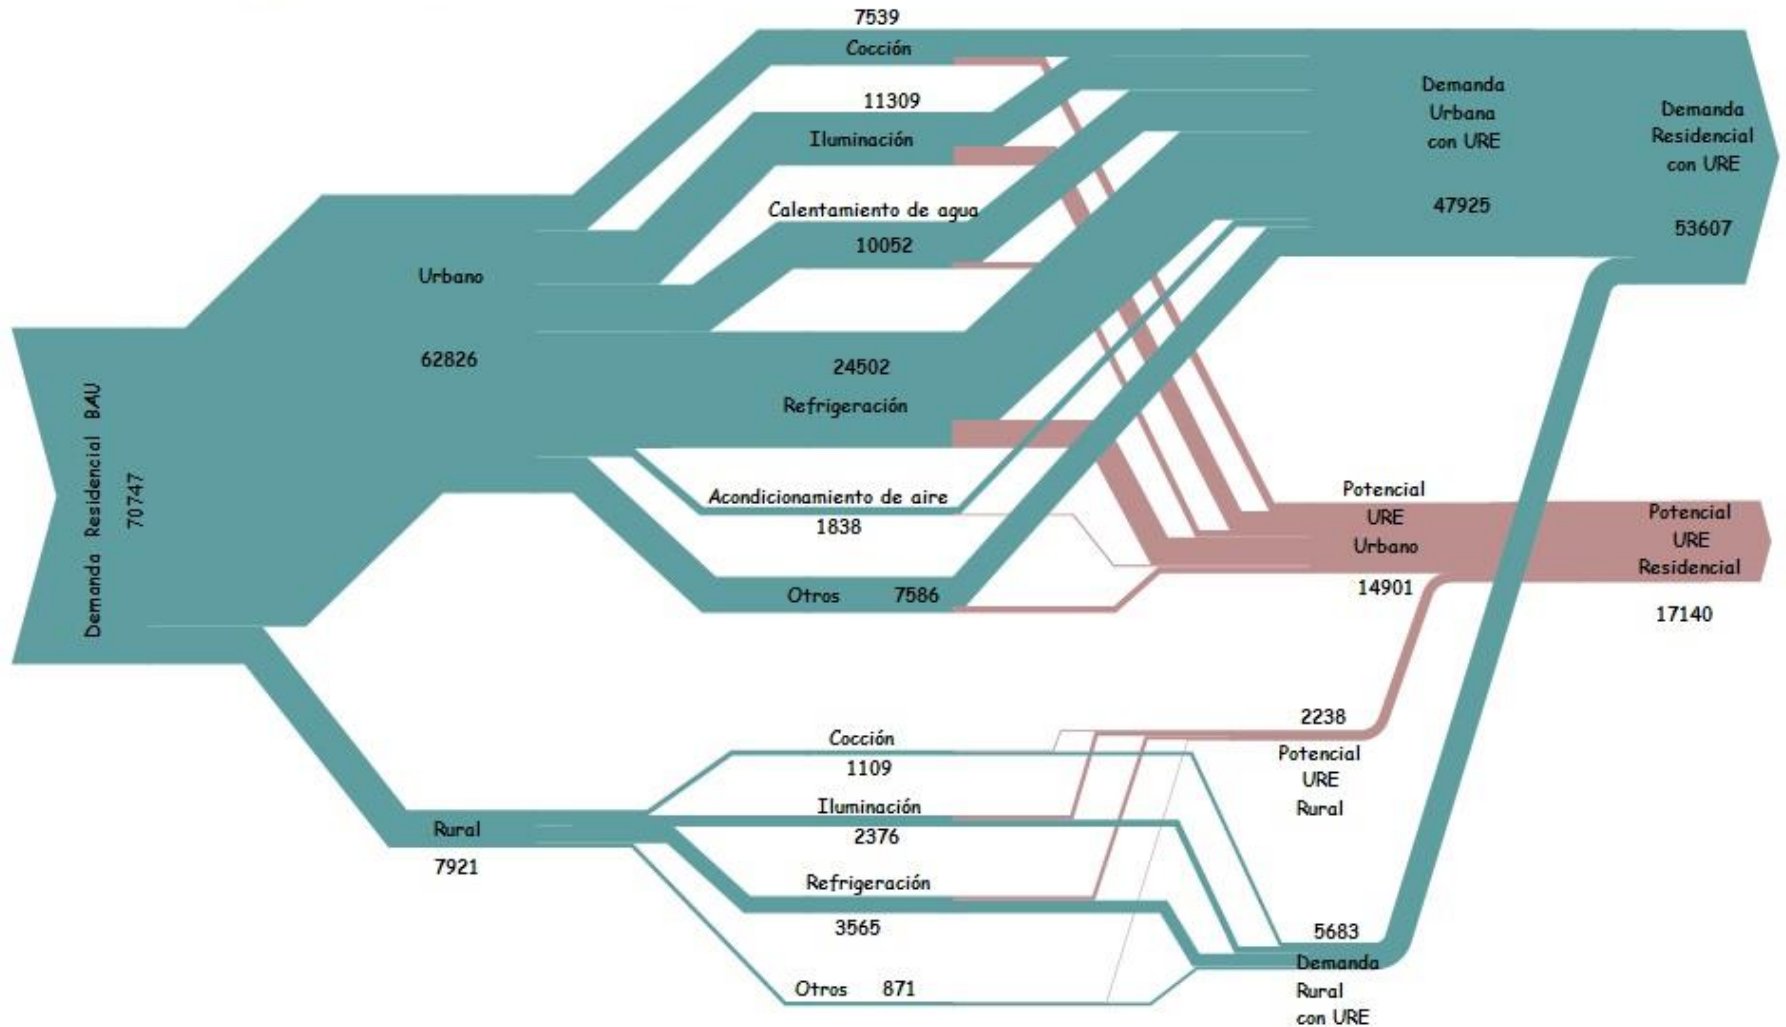 Demanda Residencial BAU
70747
Urbano
62826
7539
Cocción
11309
Iluminación
Calentamiento de agua
10052
24502
Refrigeración
Acondicionamiento de aire
1838
Otros 7586
Demanda
Urbana
con URE
47925
Demanda
Residencial
con URE
53607
Potencial
URE
Urbano
14901
Potencial
URE
Residencial
17140
Rural
7921
Cocción
1109
Iluminación
2376
Refrigeración
3565
Otros 871
2238
Potencial
URE
Rural
5683
Demanda
Rural
con URE